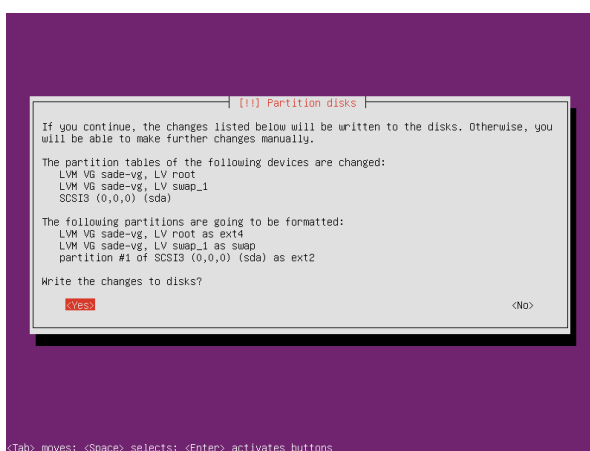 [!!] Partition disks
If you continue, the changes listed below will be written to the disks. Otherwise, you
will be able to make further changes manually.
The partition tables of the following devices are changed:
LVM VG sade-vg, LV root
LVM VG sade-vg, LV swap_1
SCSI3 (0,0,0) (sda)
The following partitions are going to be formatted:
LVM VG sade-vg, LV root as ext4
LVM VG sade-vg, LV swap_1 as swap
partition #1 of SCSI3 (0,0,0) (sda) as ext2
Write the changes to disks?
<Yes> <No>
<Tab> moves; <Space> selects; <Enter> activates buttons